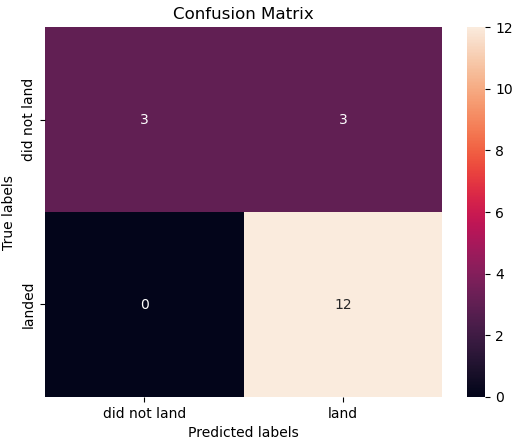 Confusion Matrix
True labels
did not land
3
3
landed
0
12
did not land
land
Predicted labels
12
10
8
6
4
2
0